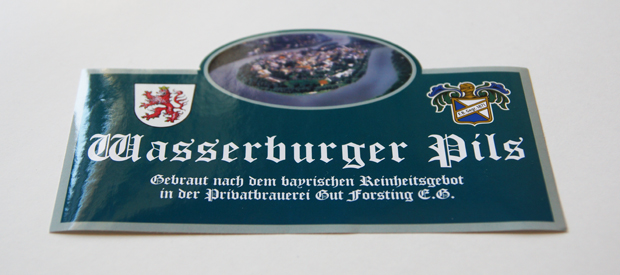 Wasserburger Pils
Gebraut nach dem bayrischen Reinheitsgebot
in der Privatbrauerei Gut Forsting E.G.